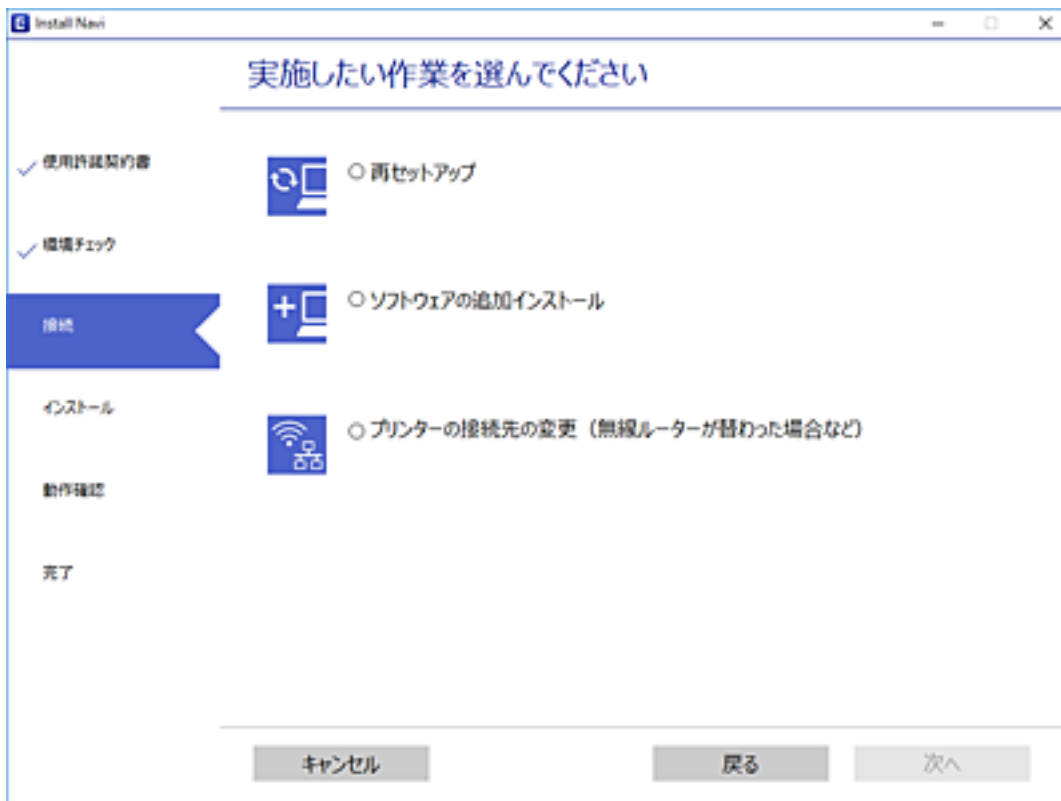 Install Navi
実施したい作業を選んでください
使用許諾契約書
環境チェック
接続
インストール
動作確認
完了
再セットアップ
ソフトウェアの追加インストール
プリンターの接続先の変更（無線ルーターが替わった場合など）
キャンセル
戻る
次へ